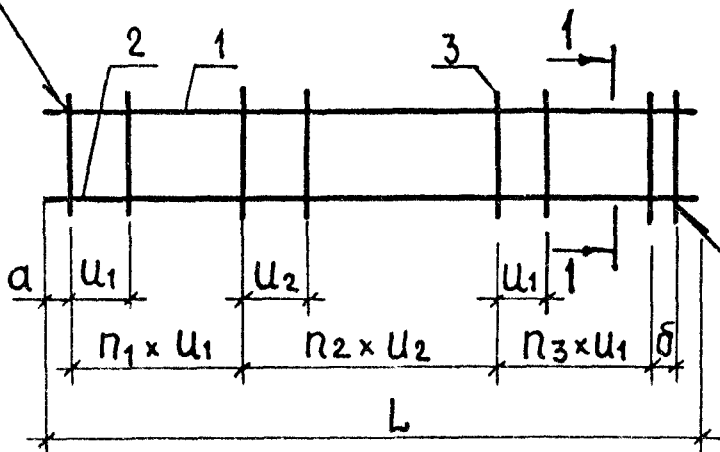 2 1 3 1
a u₁ u₂ u₁ 1
n₁ × u₁ n₂ × u₂ n₃ × u₁ б
L